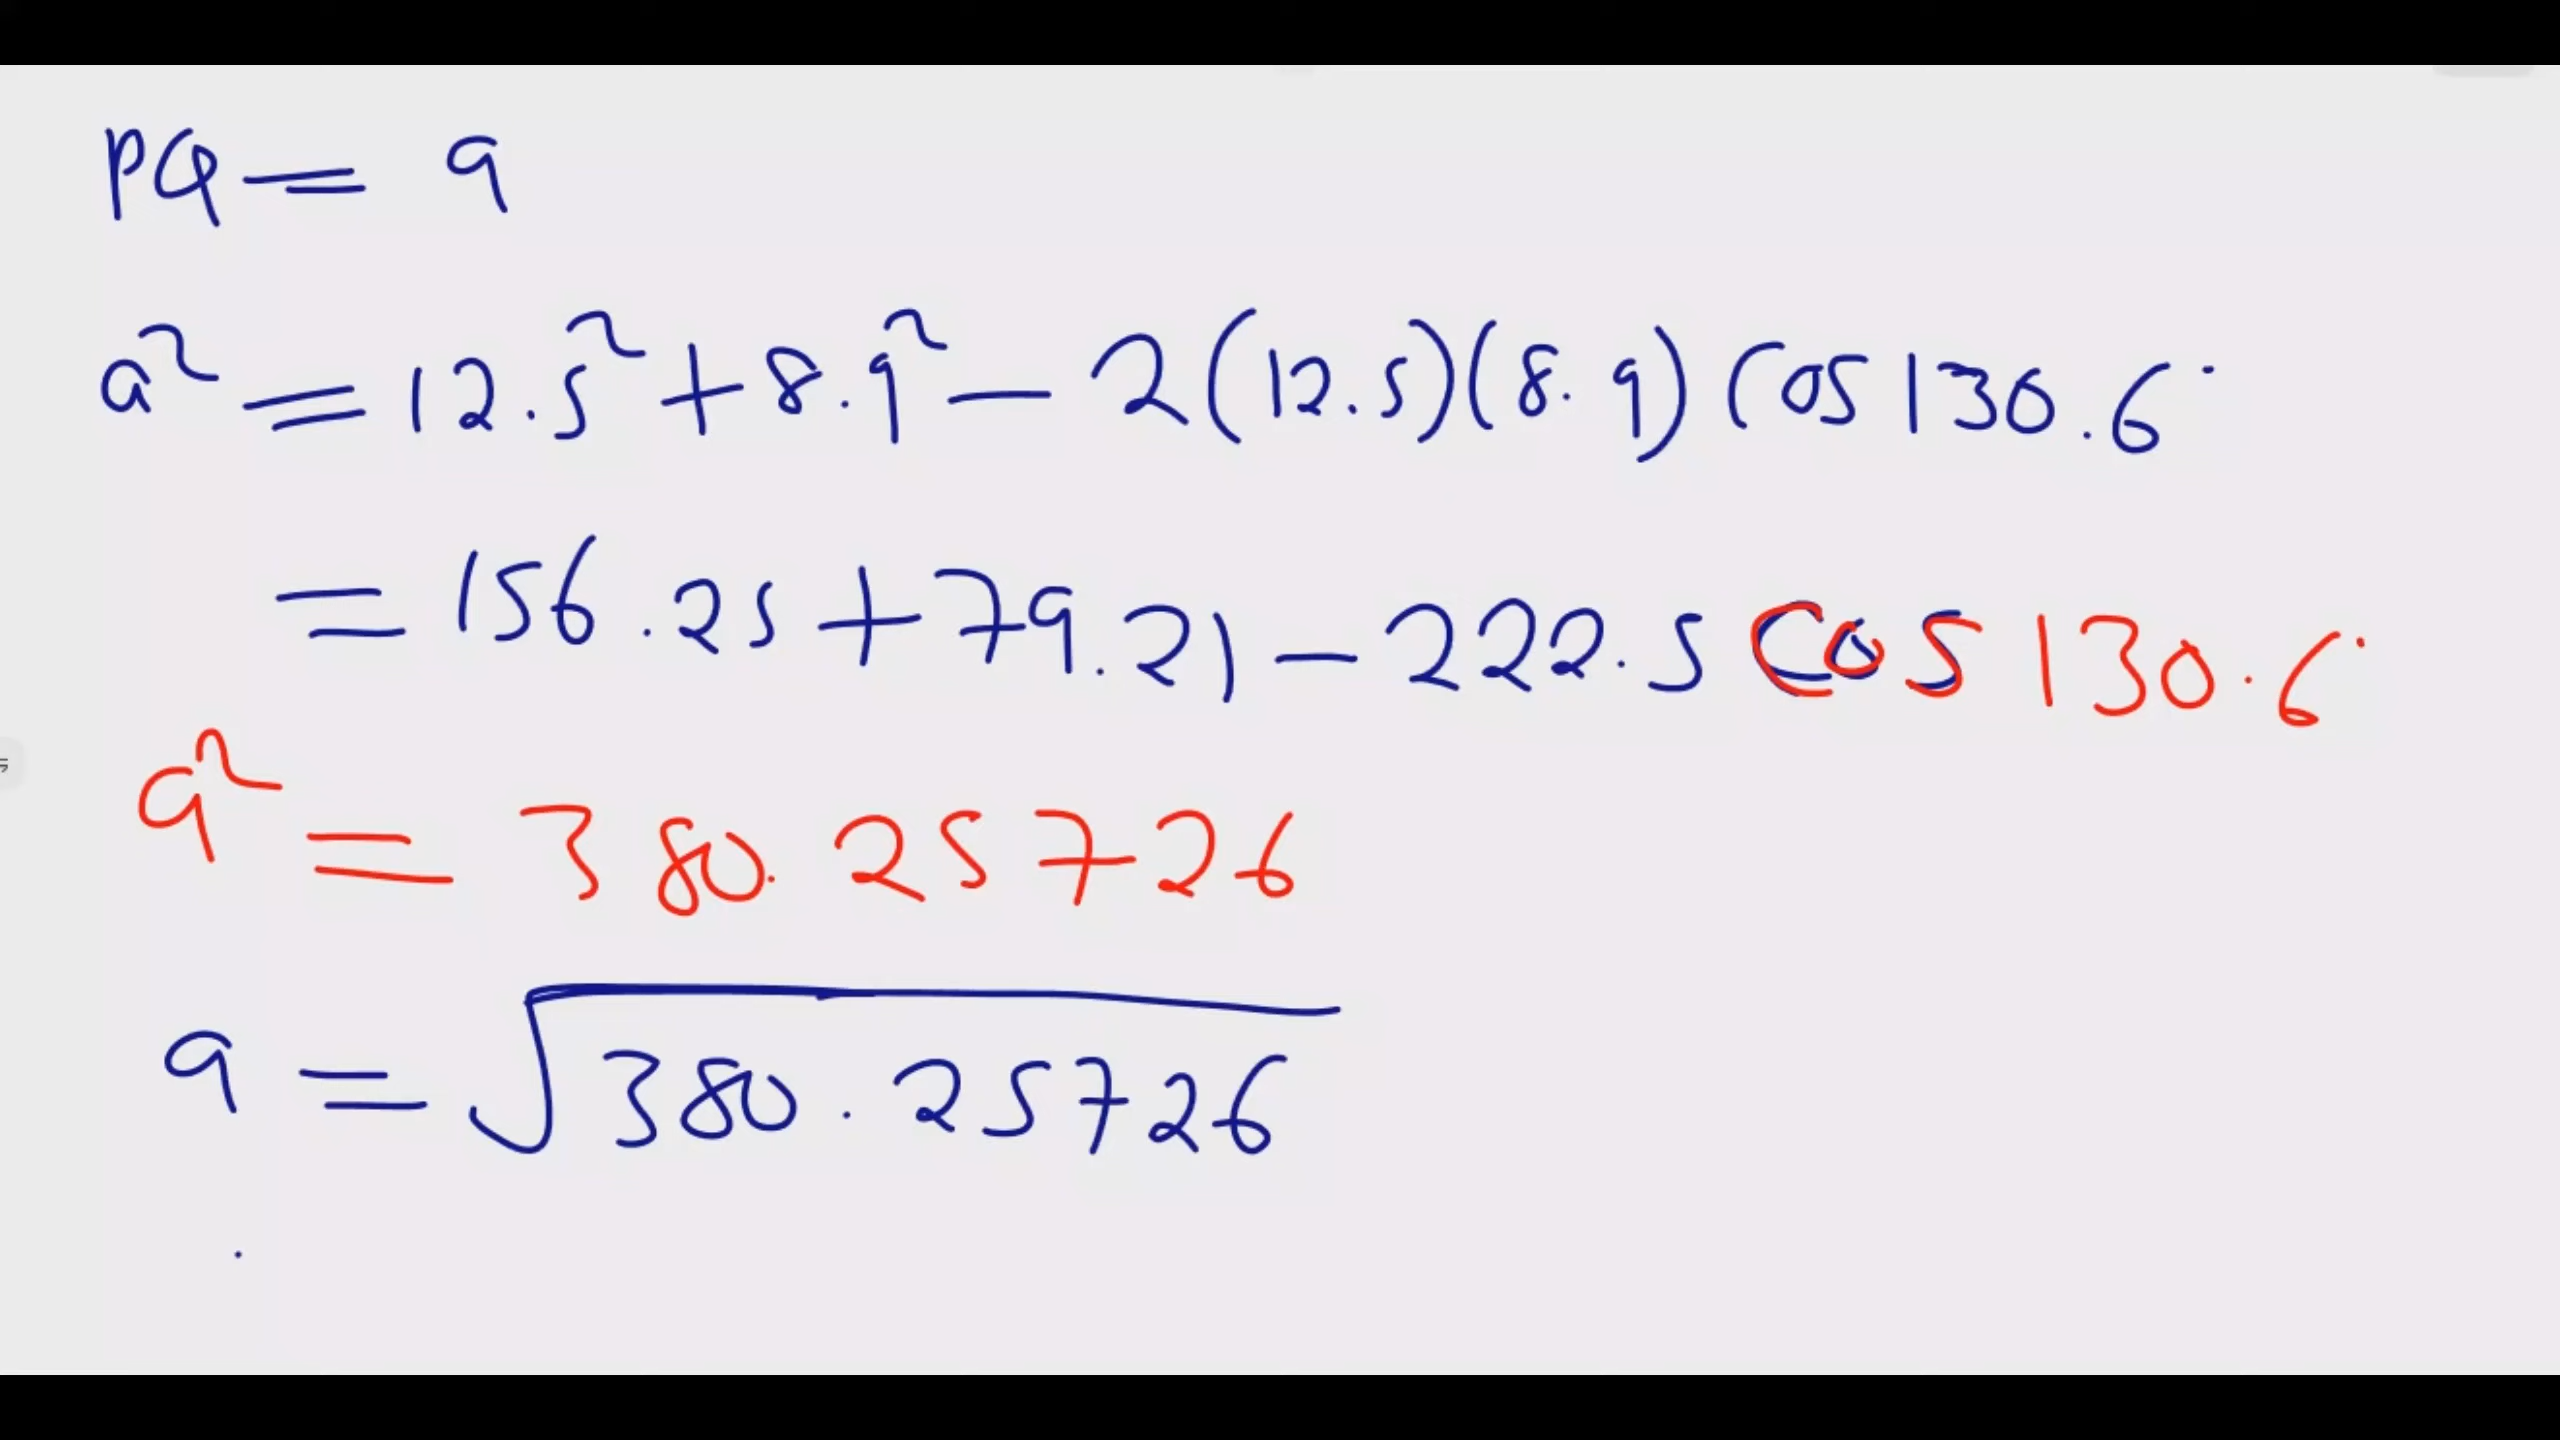 PQ = a
a² = 12.5² + 8.9² - 2(12.5)(8.9) Cos 130.6°
= 156.25 + 79.21 - 222.5 Cos 130.6°
a² = 380.25726
a = √380.25726